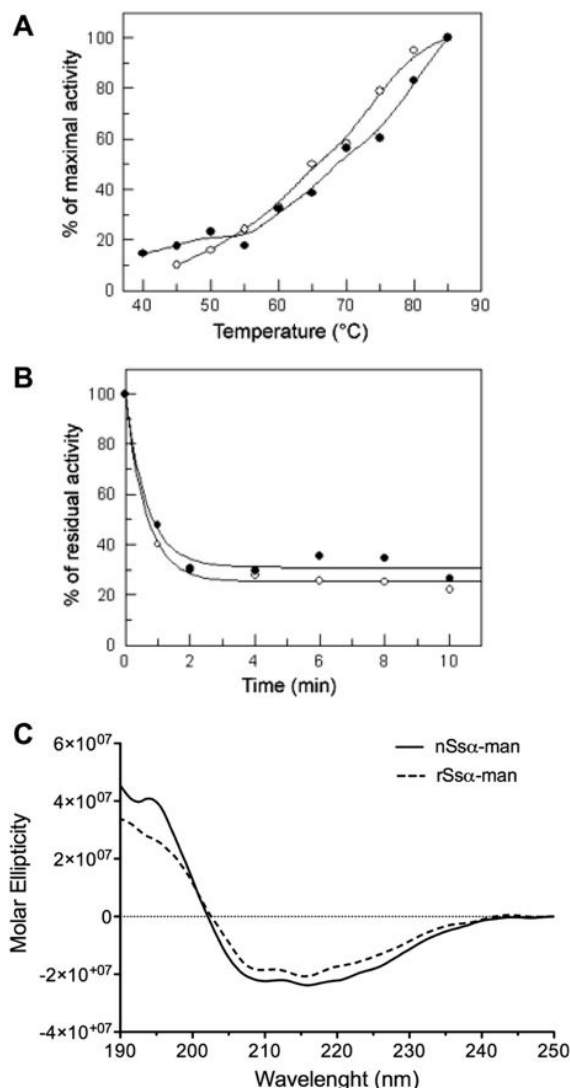 A
% of maximal activity
100
80
60
40
20
0
40 50 60 70 80 90
Temperature (°C)
B
% of residual activity
100
80
60
40
20
0
0 2 4 6 8 10
Time (min)
C
nSsα-man
rSsα-man
Molar Ellipticity
6×10⁰⁷
4×10⁰⁷
2×10⁰⁷
0
-2×10⁺⁰⁷
-4×10⁺⁰⁷
190 200 210 220 230 240 250
Wavelenght (nm)